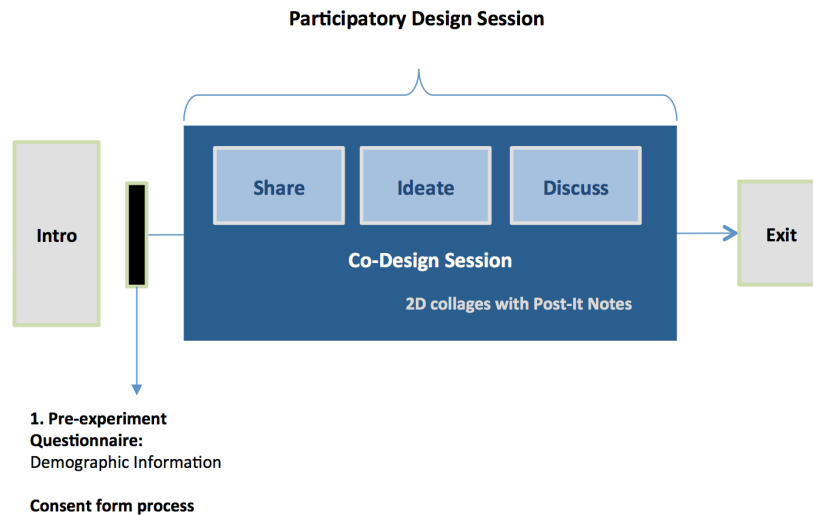 Participatory Design Session
Intro
Share
Ideate
Discuss
Co-Design Session
2D collages with Post-It Notes
Exit
1. Pre-experiment
Questionnaire:
Demographic Information
Consent form process